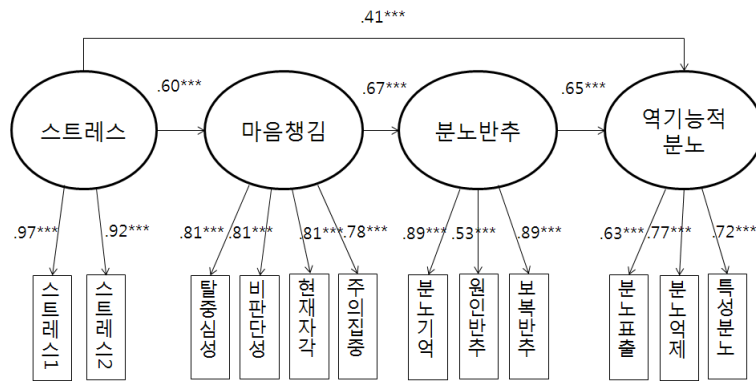 .41***
.60***
.67***
.65***
스트레스
마음챙김
분노반추
역기능적
분노
.97***
.92***
.81***
.81***
.81***
.78***
.89***
.53***
.89***
.63***
.77***
.72***
스트레스1
스트레스2
탈중심성
비판단성
현재자각
주의집중
분노기억
원인반추
보복반추
분노표출
분노억제
특성분노